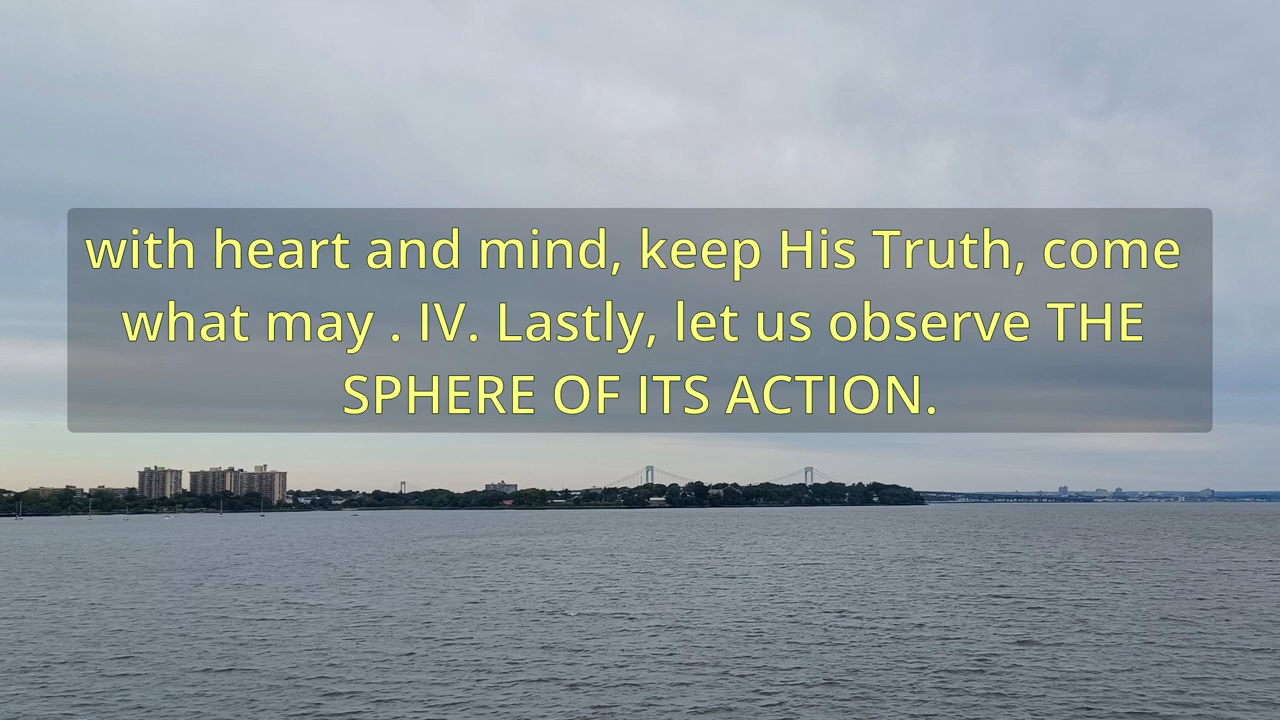 with heart and mind, keep His Truth, come
what may . IV. Lastly, let us observe THE
SPHERE OF ITS ACTION.